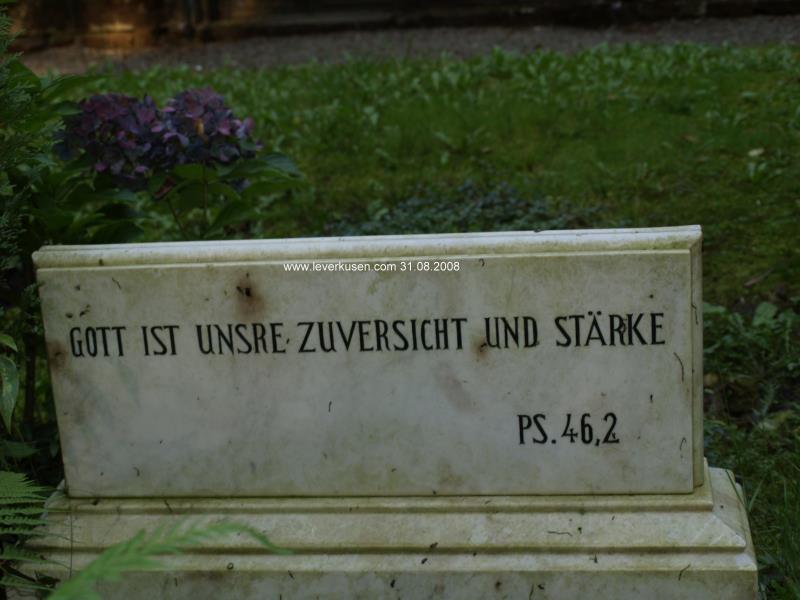 www.leverkusen.com 31.08.2008
GOTT IST UNSRE ZUVERSICHT UND STÄRKE
PS. 46,2